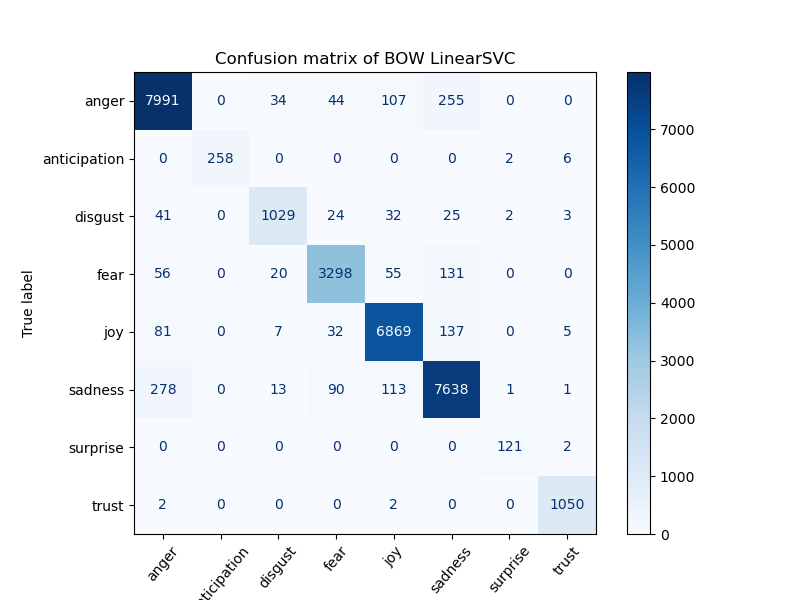 Confusion matrix of BOW LinearSVC
True label
anger 7991 0 34 44 107 255 0 0
anticipation 0 258 0 0 0 0 2 6
disgust 41 0 1029 24 32 25 2 3
fear 56 0 20 3298 55 131 0 0
joy 81 0 7 32 6869 137 0 5
sadness 278 0 13 90 113 7638 1 1
surprise 0 0 0 0 0 0 121 2
trust 2 0 0 0 2 0 0 1050
anger ticipation disgust fear joy sadness surprise trust
7000
6000
5000
4000
3000
2000
1000
0